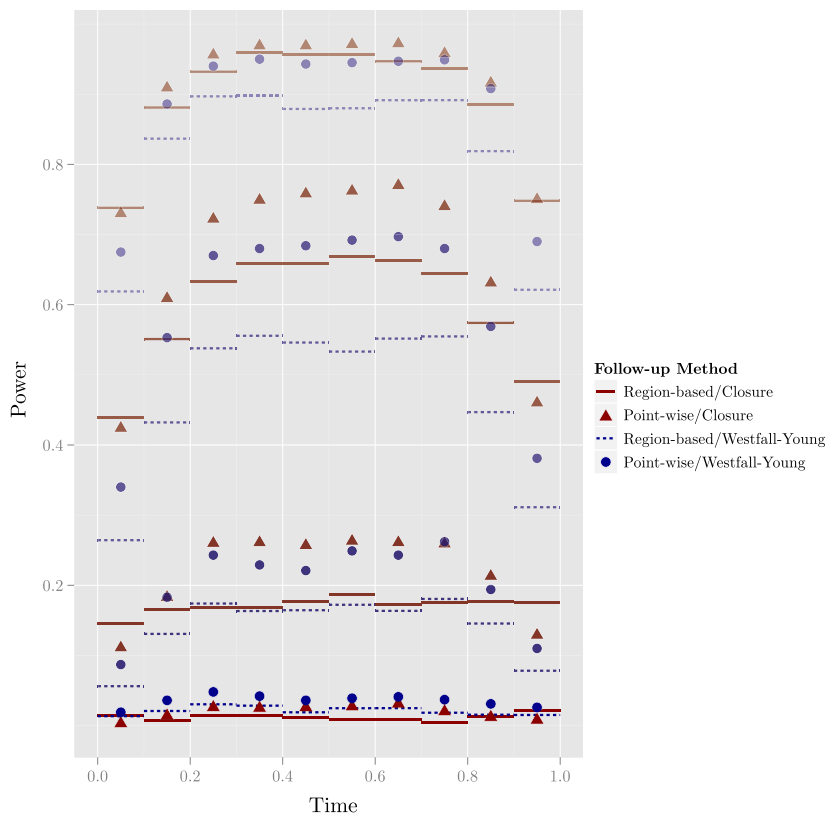 0.8
0.6
0.4
0.2
Power
0.0 0.2 0.4 0.6 0.8 1.0
Time
Follow-up Method
Region-based/Closure
Point-wise/Closure
Region-based/Westfall-Young
Point-wise/Westfall-Young